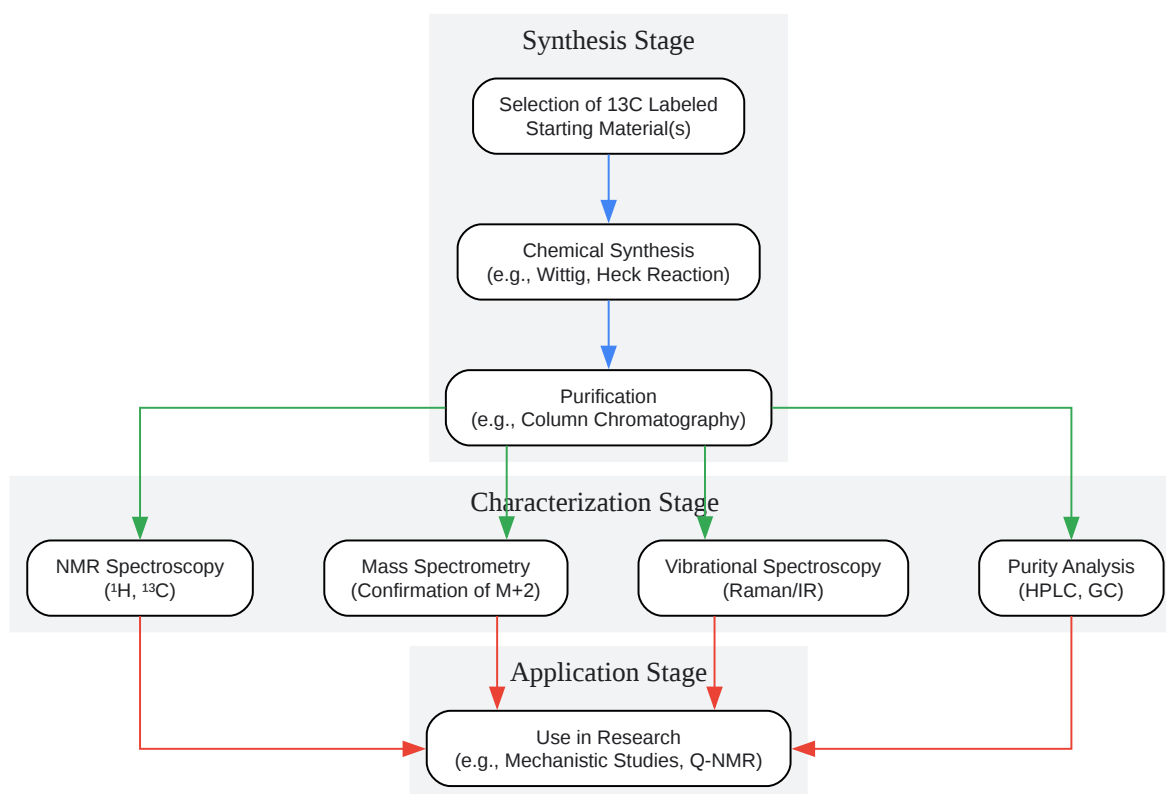 Synthesis Stage
Selection of 13C Labeled
Starting Material(s)
Chemical Synthesis
(e.g., Wittig, Heck Reaction)
Purification
(e.g., Column Chromatography)
Characterization Stage
NMR Spectroscopy
(¹H, ¹³C)
Mass Spectrometry
(Confirmation of M+2)
Vibrational Spectroscopy
(Raman/IR)
Purity Analysis
(HPLC, GC)
Application Stage
Use in Research
(e.g., Mechanistic Studies, Q-NMR)